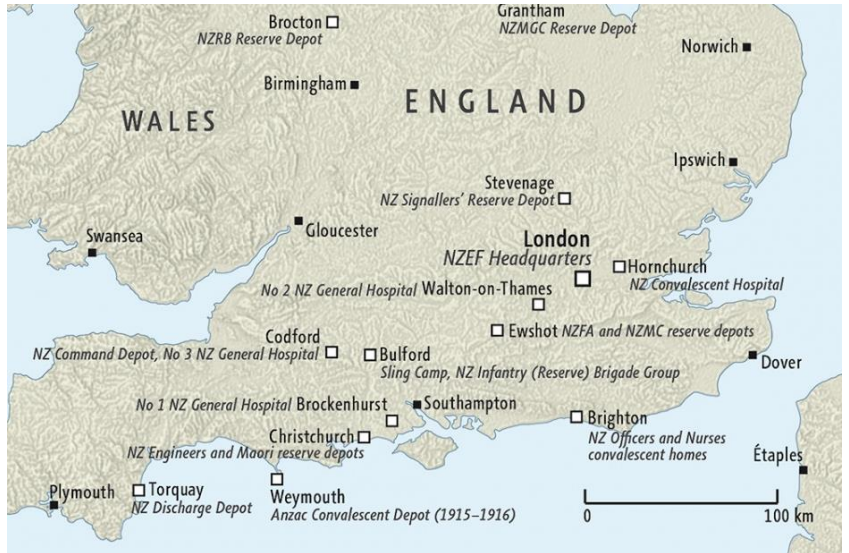 Brocton
NZRB Reserve Depot
Grantham
NZMGC Reserve Depot
Norwich
Birmingham
ENGLAND
WALES
Ipswich
Stevenage
NZ Signallers' Reserve Depot
Gloucester
Swansea
London
NZEF Headquarters
Hornchurch
NZ Convalescent Hospital
No 2 NZ General Hospital Walton-on-Thames
Ewshot NZFA and NZMC reserve depots
Codford
NZ Command Depot, No 3 NZ General Hospital
Bulford
Sling Camp, NZ Infantry (Reserve) Brigade Group
Dover
No 1 NZ General Hospital Brockenhurst
Southampton
Christchurch
NZ Engineers and Maori reserve depots
Brighton
NZ Officers and Nurses
convalescent homes
Étaples
Plymouth
Torquay
NZ Discharge Depot
Weymouth
Anzac Convalescent Depot (1915–1916)
0 100 km